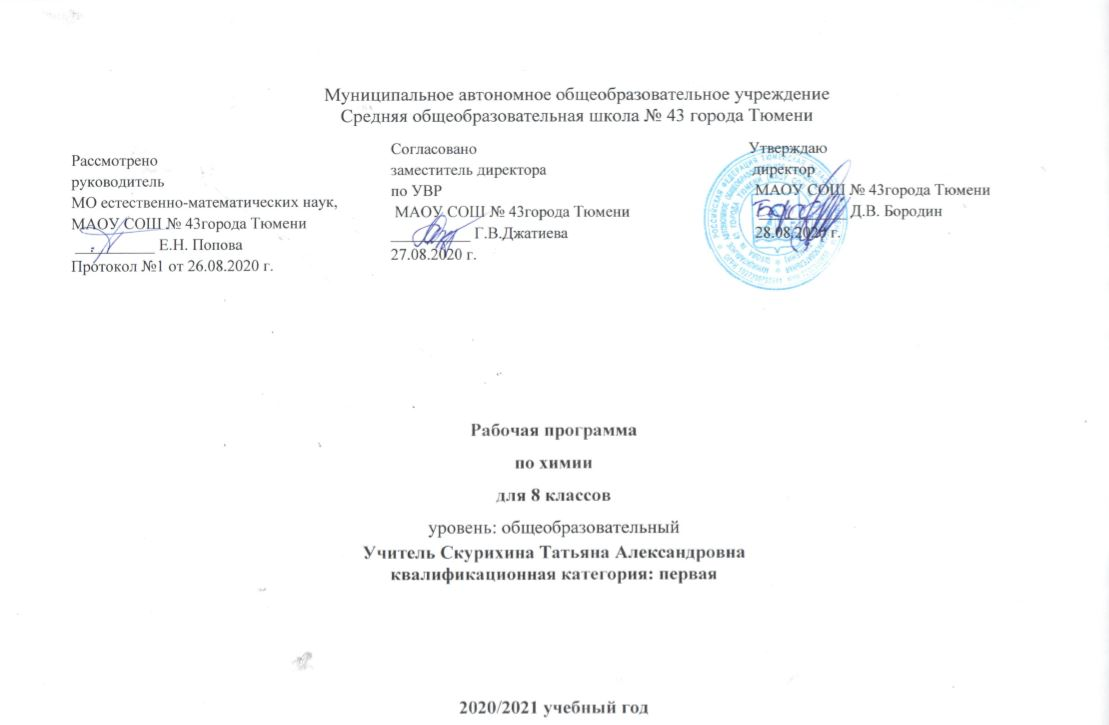 Муниципальное автономное общеобразовательное учреждение
Средняя общеобразовательная школа № 43 города Тюмени
Рассмотрено
руководитель
МО естественно-математических наук,
МАОУ СОШ № 43города Тюмени
Е.Н. Попова
Протокол №1 от 26.08.2020 г.
Согласовано
заместитель директора
по УВР
МАОУ СОШ № 43города Тюмени
Г.В.Джатиева
27.08.2020 г.
Утверждаю
директор
МАОУ СОШ № 43города Тюмени
Д.В. Бородин
28.08.2020 г.
Рабочая программа
по химии
для 8 классов
уровень: общеобразовательный
Учитель Скурихина Татьяна Александровна
квалификационная категория: первая
2020/2021 учебный год